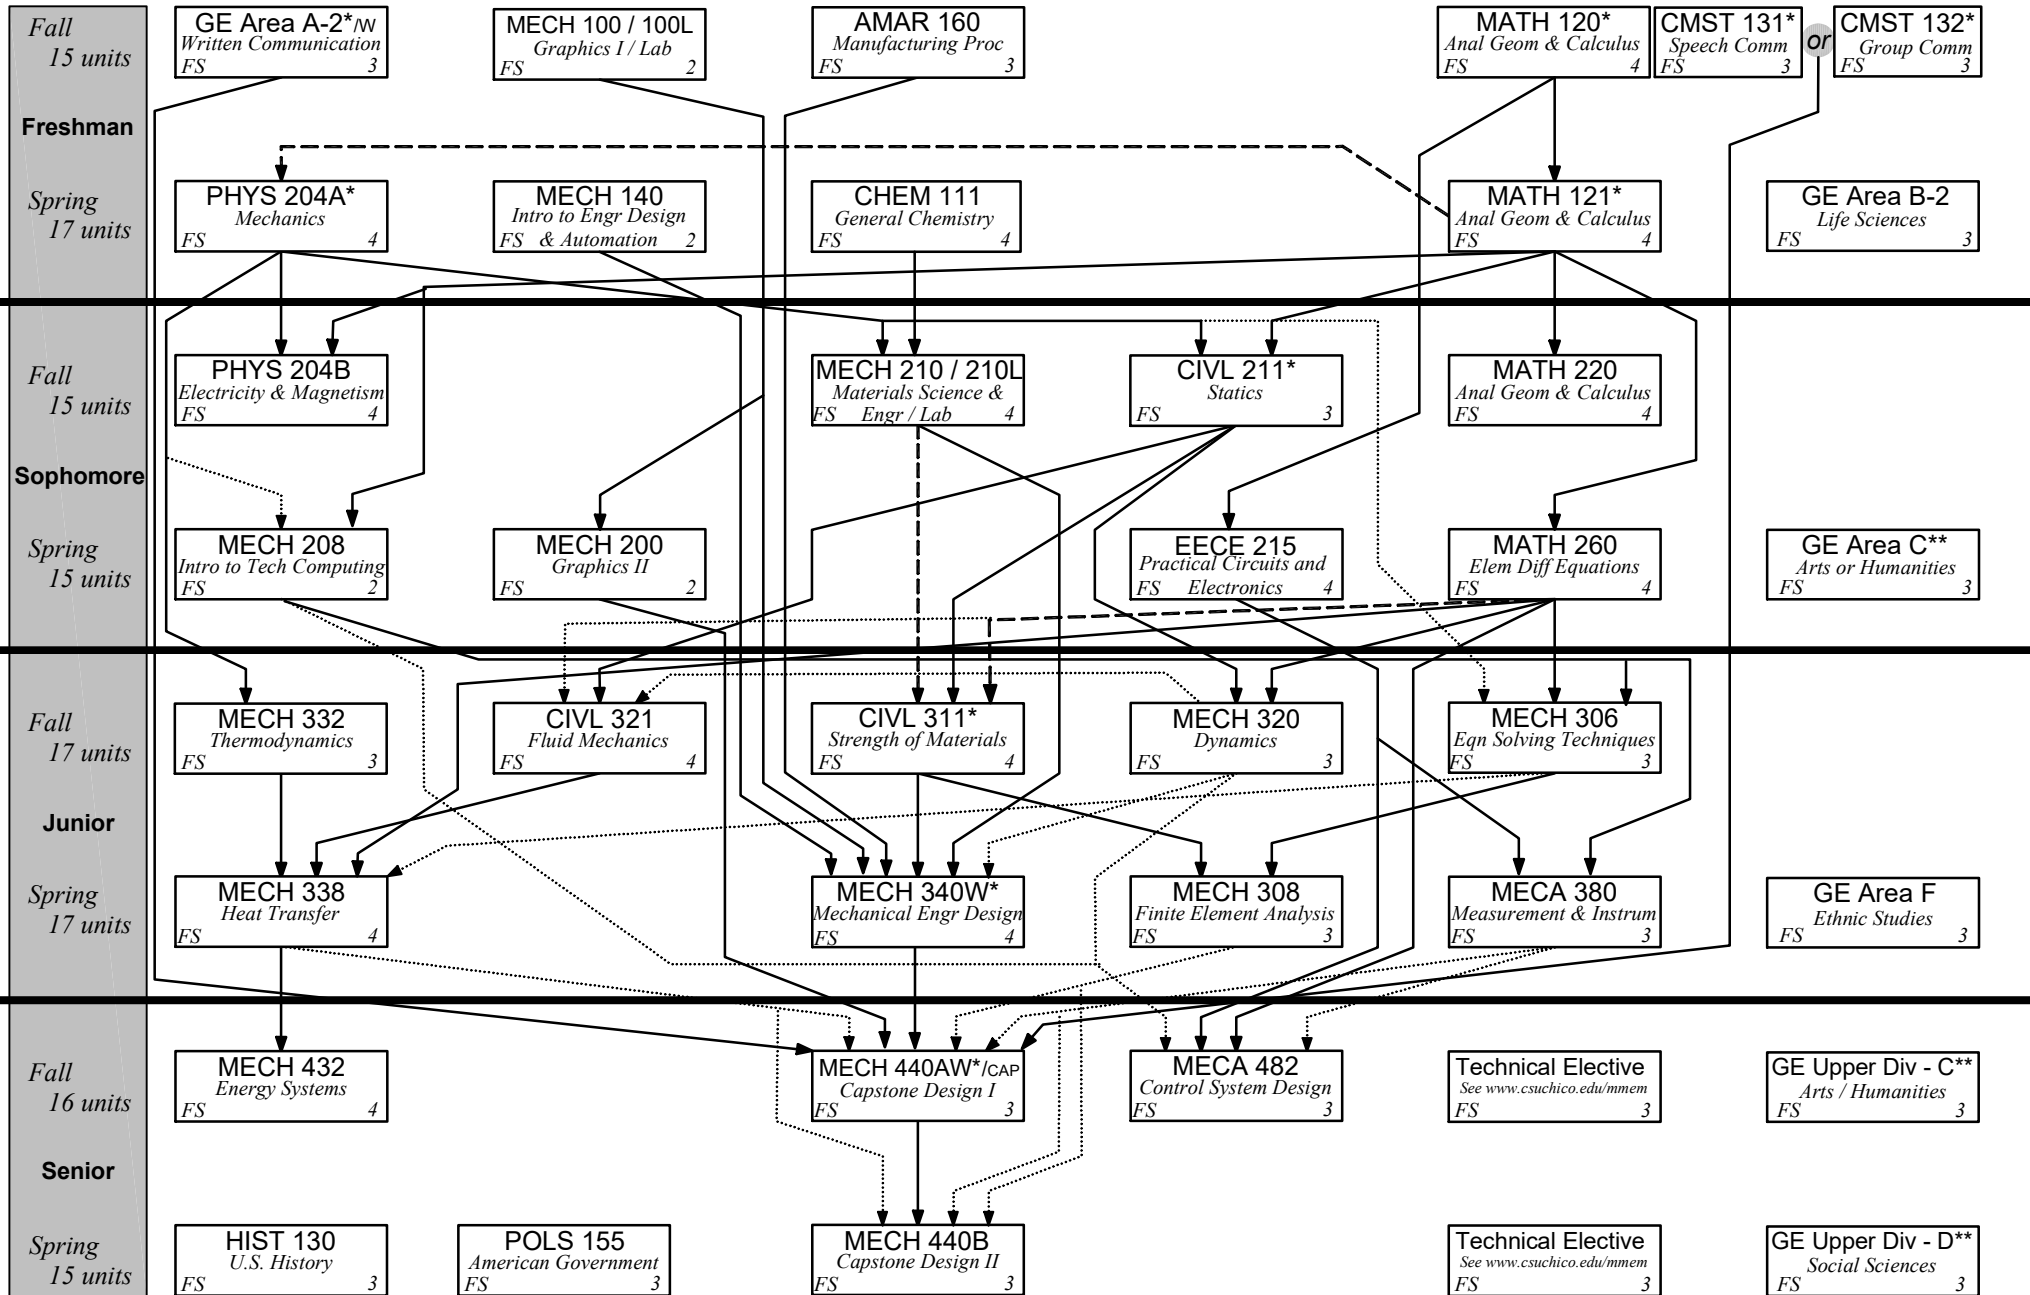 Fall
15 units
GE Area A-2*/W
Written Communication
FS 3
MECH 100 / 100L
Graphics I / Lab
FS 2
AMAR 160
Manufacturing Proc
FS 3
MATH 120*
Anal Geom & Calculus
FS 4
CMST 131*
Speech Comm
FS 3
or
CMST 132*
Group Comm
FS 3
Freshman
Spring
17 units
PHYS 204A*
Mechanics
FS 4
MECH 140
Intro to Engr Design
FS & Automation 2
CHEM 111
General Chemistry
FS 4
MATH 121*
Anal Geom & Calculus
FS 4
GE Area B-2
Life Sciences
FS 3
Fall
15 units
PHYS 204B
Electricity & Magnetism
FS 4
MECH 210 / 210L
Materials Science &
FS Engr / Lab 4
CIVL 211*
Statics
FS 3
MATH 220
Anal Geom & Calculus
FS 4
Sophomore
Spring
15 units
MECH 208
Intro to Tech Computing
FS 2
MECH 200
Graphics II
FS 2
EECE 215
Practical Circuits and
FS Electronics 4
MATH 260
Elem Diff Equations
FS 4
GE Area C**
Arts or Humanities
FS 3
Fall
17 units
MECH 332
Thermodynamics
FS 3
CIVL 321
Fluid Mechanics
FS 4
CIVL 311*
Strength of Materials
FS 4
MECH 320
Dynamics
FS 3
MECH 306
Eqn Solving Techniques
FS 3
Junior
Spring
17 units
MECH 338
Heat Transfer
FS 4
MECH 340W*
Mechanical Engr Design
FS 4
MECH 308
Finite Element Analysis
FS 3
MECA 380
Measurement & Instrum
FS 3
GE Area F
Ethnic Studies
FS 3
Fall
16 units
MECH 432
Energy Systems
FS 4
MECH 440AW*/CAP
Capstone Design I
FS 3
MECA 482
Control System Design
FS 3
Technical Elective
See www.csuchico.edu/mmem
FS 3
GE Upper Div - C**
Arts / Humanities
FS 3
Senior
Spring
15 units
HIST 130
U.S. History
FS 3
POLS 155
American Government
FS 3
MECH 440B
Capstone Design II
FS 3
Technical Elective
See www.csuchico.edu/mmem
FS 3
GE Upper Div - D**
Social Sciences
FS 3